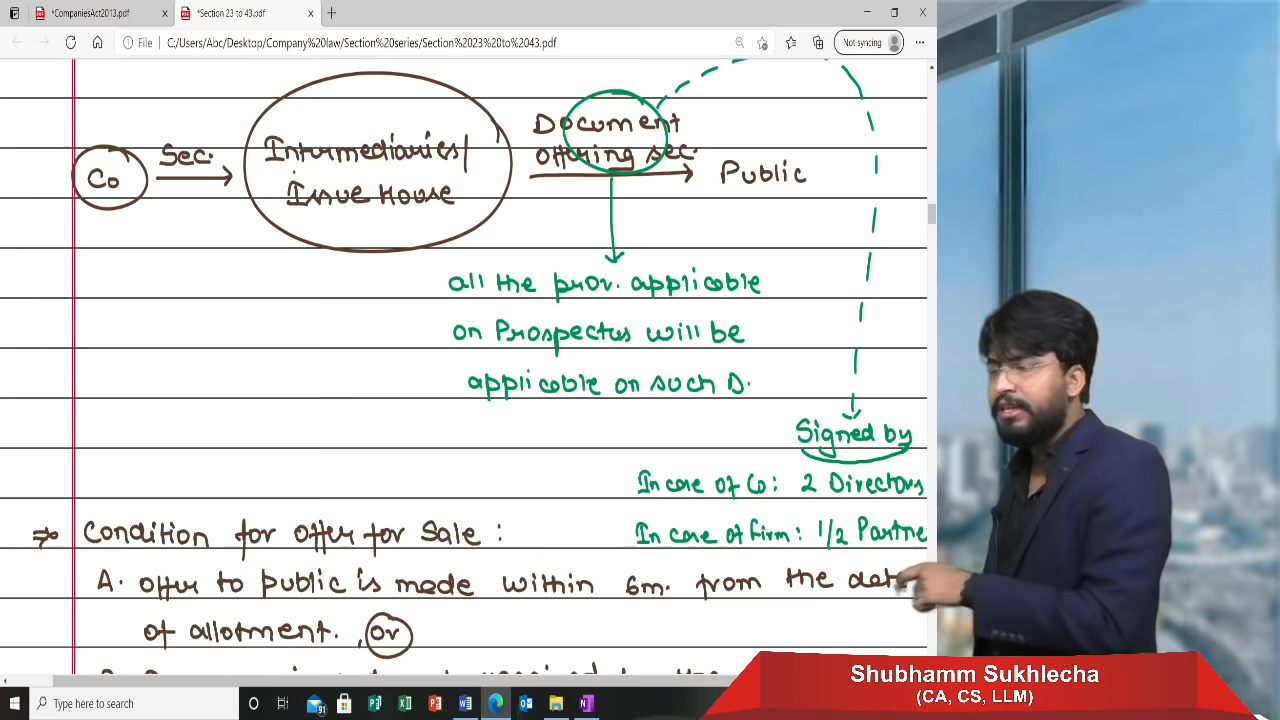 *CompaniesAct2013.pdf
*Section 23 to 43.pdf
File C:/Users/Abc/Desktop/Company%20law/Section%20series/Section%2023%20to%2043.pdf
Not syncing
Co
Sec.
Intermediaries/
Issue House
Document
offering sec.
Public
all the prov. applicable
on Prospectus will be
applicable on such D.
Signed by
In case of Co: 2 Directors
In case of firm: 1/2 Partne
⇒ Condition for offer for Sale :
A. offer to public is made within 6m. from the dat
of allotment. , Or
Shubhamm Sukhlecha
(CA, CS, LLM)
Type here to search
91